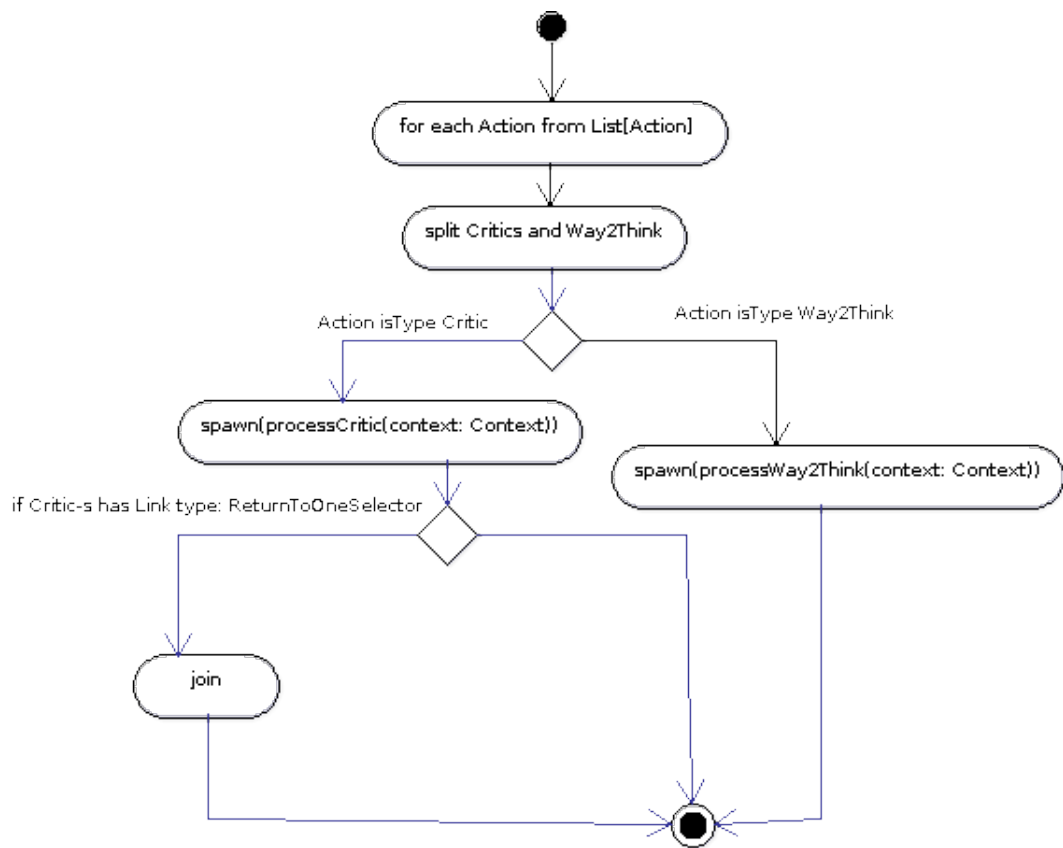 for each Action from List[Action]
split Critics and Way2Think
Action isType Critic
Action isType Way2Think
spawn(processCritic(context: Context))
spawn(processWay2Think(context: Context))
if Critic-s has Link type: ReturnToOneSelector
join